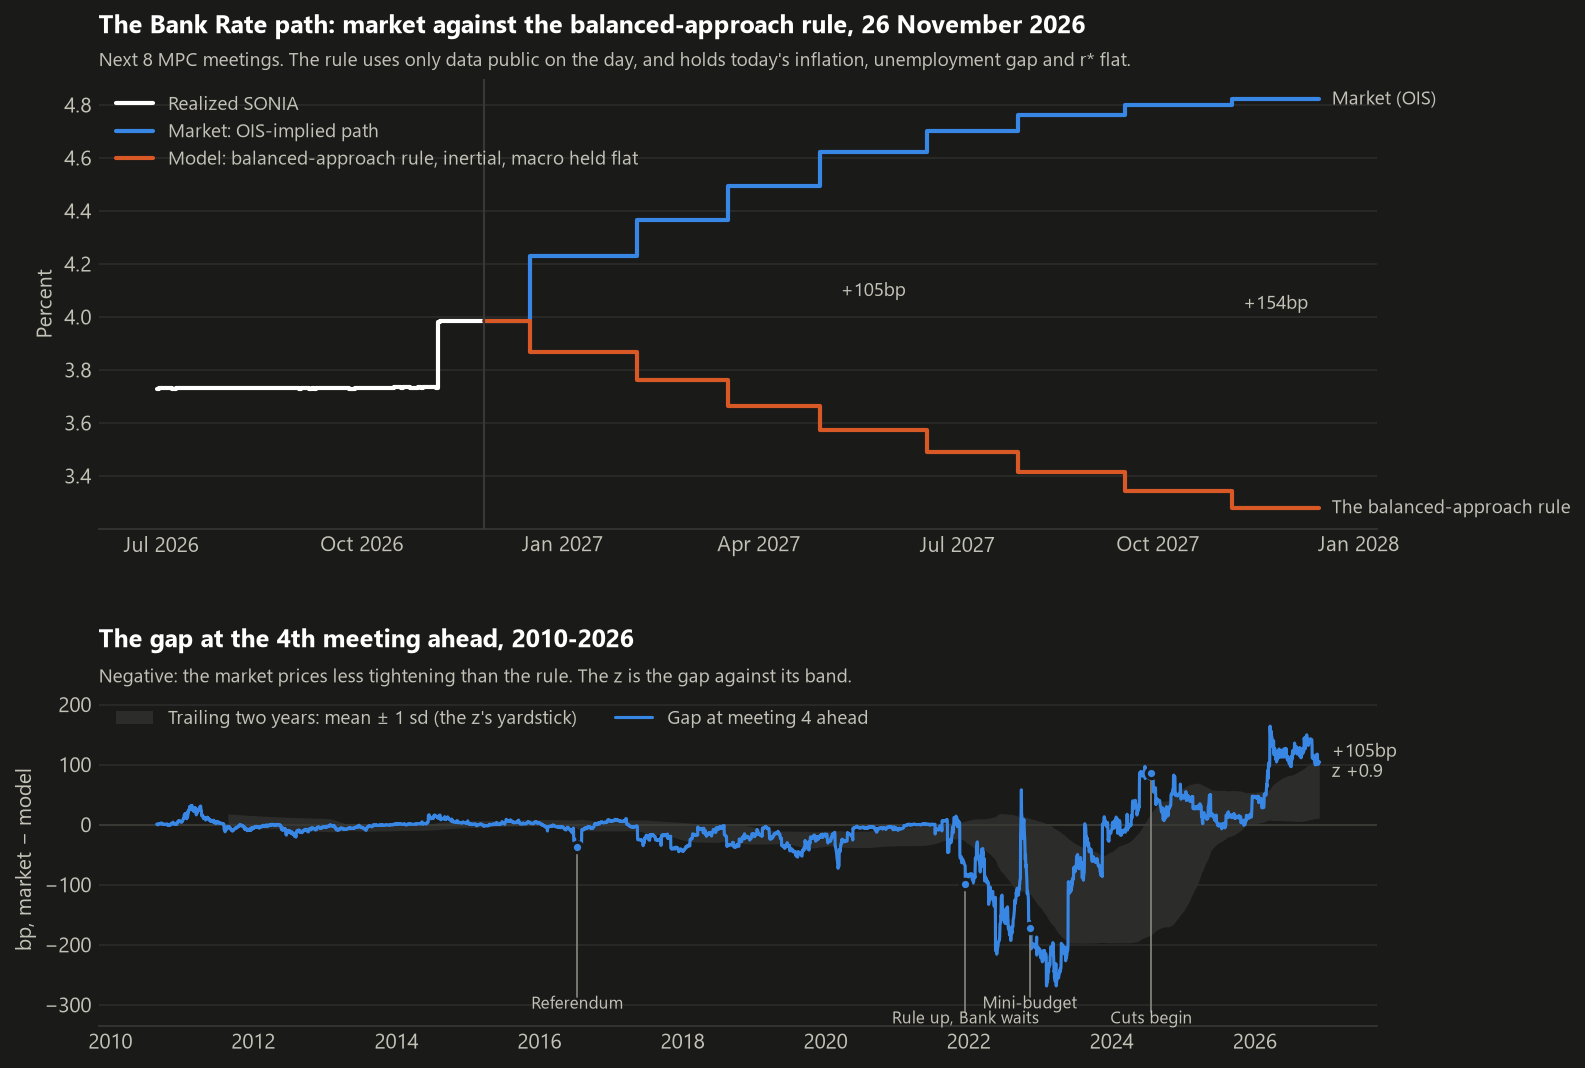 The Bank Rate path: market against the balanced-approach rule, 26 November 2026
Next 8 MPC meetings. The rule uses only data public on the day, and holds today's inflation, unemployment gap and r* flat.
Realized SONIA
Market: OIS-implied path
Model: balanced-approach rule, inertial, macro held flat
Market (OIS)
+105bp
+154bp
The balanced-approach rule
Percent
4.8
4.6
4.4
4.2
4.0
3.8
3.6
3.4
Jul 2026
Oct 2026
Jan 2027
Apr 2027
Jul 2027
Oct 2027
Jan 2028
The gap at the 4th meeting ahead, 2010-2026
Negative: the market prices less tightening than the rule. The z is the gap against its band.
Trailing two years: mean ± 1 sd (the z's yardstick)
Gap at meeting 4 ahead
+105bp
z +0.9
bp, market − model
200
100
0
−100
−200
−300
Referendum
Mini-budget
Rule up, Bank waits
Cuts begin
2010
2012
2014
2016
2018
2020
2022
2024
2026